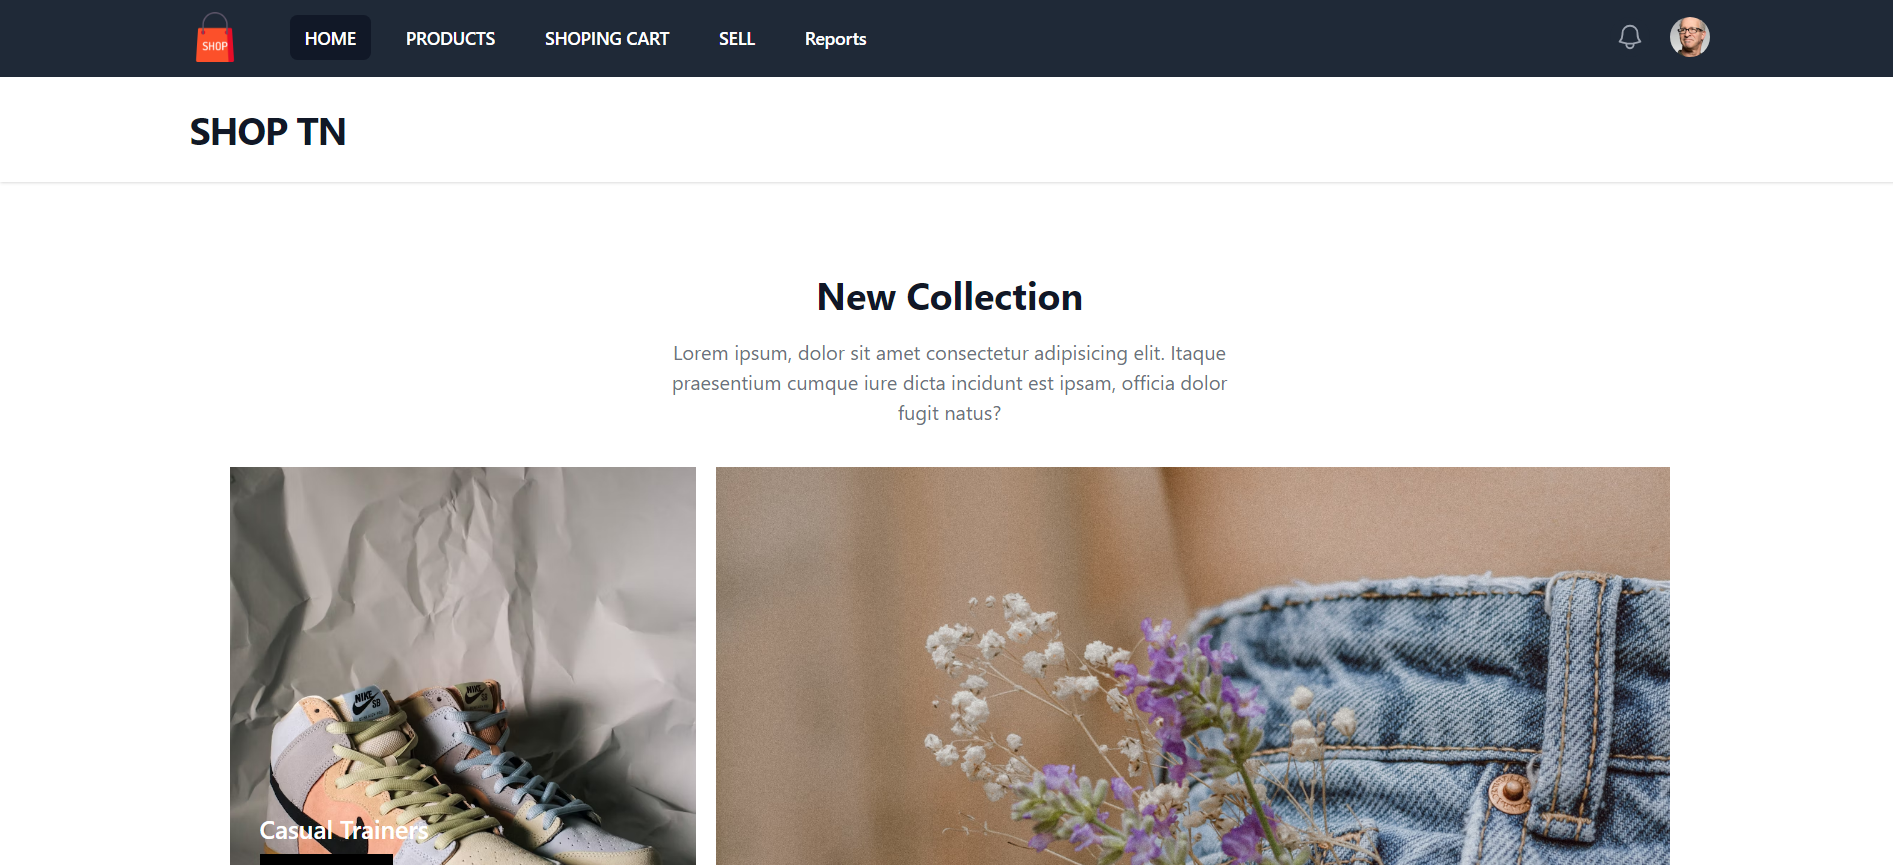 SHOP
HOME
PRODUCTS
SHOPING CART
SELL
Reports
SHOP TN
New Collection
Lorem ipsum, dolor sit amet consectetur adipisicing elit. Itaque
praesentium cumque iure dicta incidunt est ipsam, officia dolor
fugit natus?
NIKE
SB
NIKE
Casual Trainers